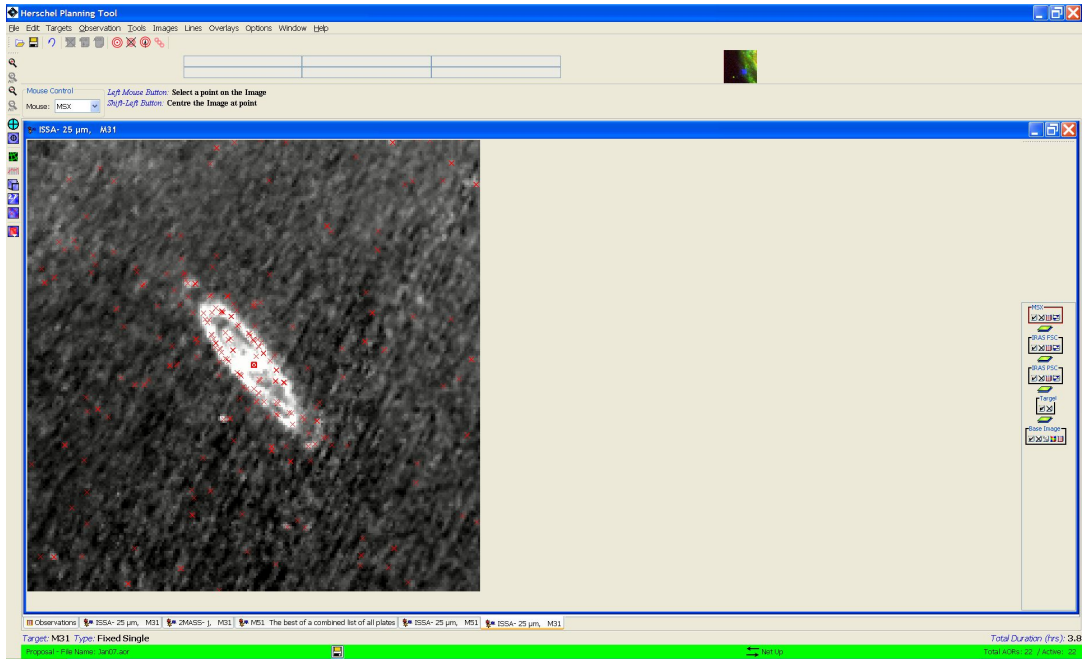 Herschel Planning Tool
File Edit Targets Observation Tools Images Lines Overlays Options Window Help
Mouse Control
Left Mouse Button: Select a point on the Image
Mouse: MSX
Shift-Left Button: Centre the Image at point
ISSA- 25 µm, M31
MSX
IRAS FSC
IRAS PSC
Target
Base Image
Observations ISSA- 25 µm, M31 2MASS- j, M31 M51 The best of a combined list of all plates ISSA- 25 µm, M51 ISSA- 25 µm, M31
Target: M31 Type: Fixed Single Total Duration (hrs): 3.8
Proposal - File Name: Jan07.aor Net Up Total AORs: 22 / Active: 22